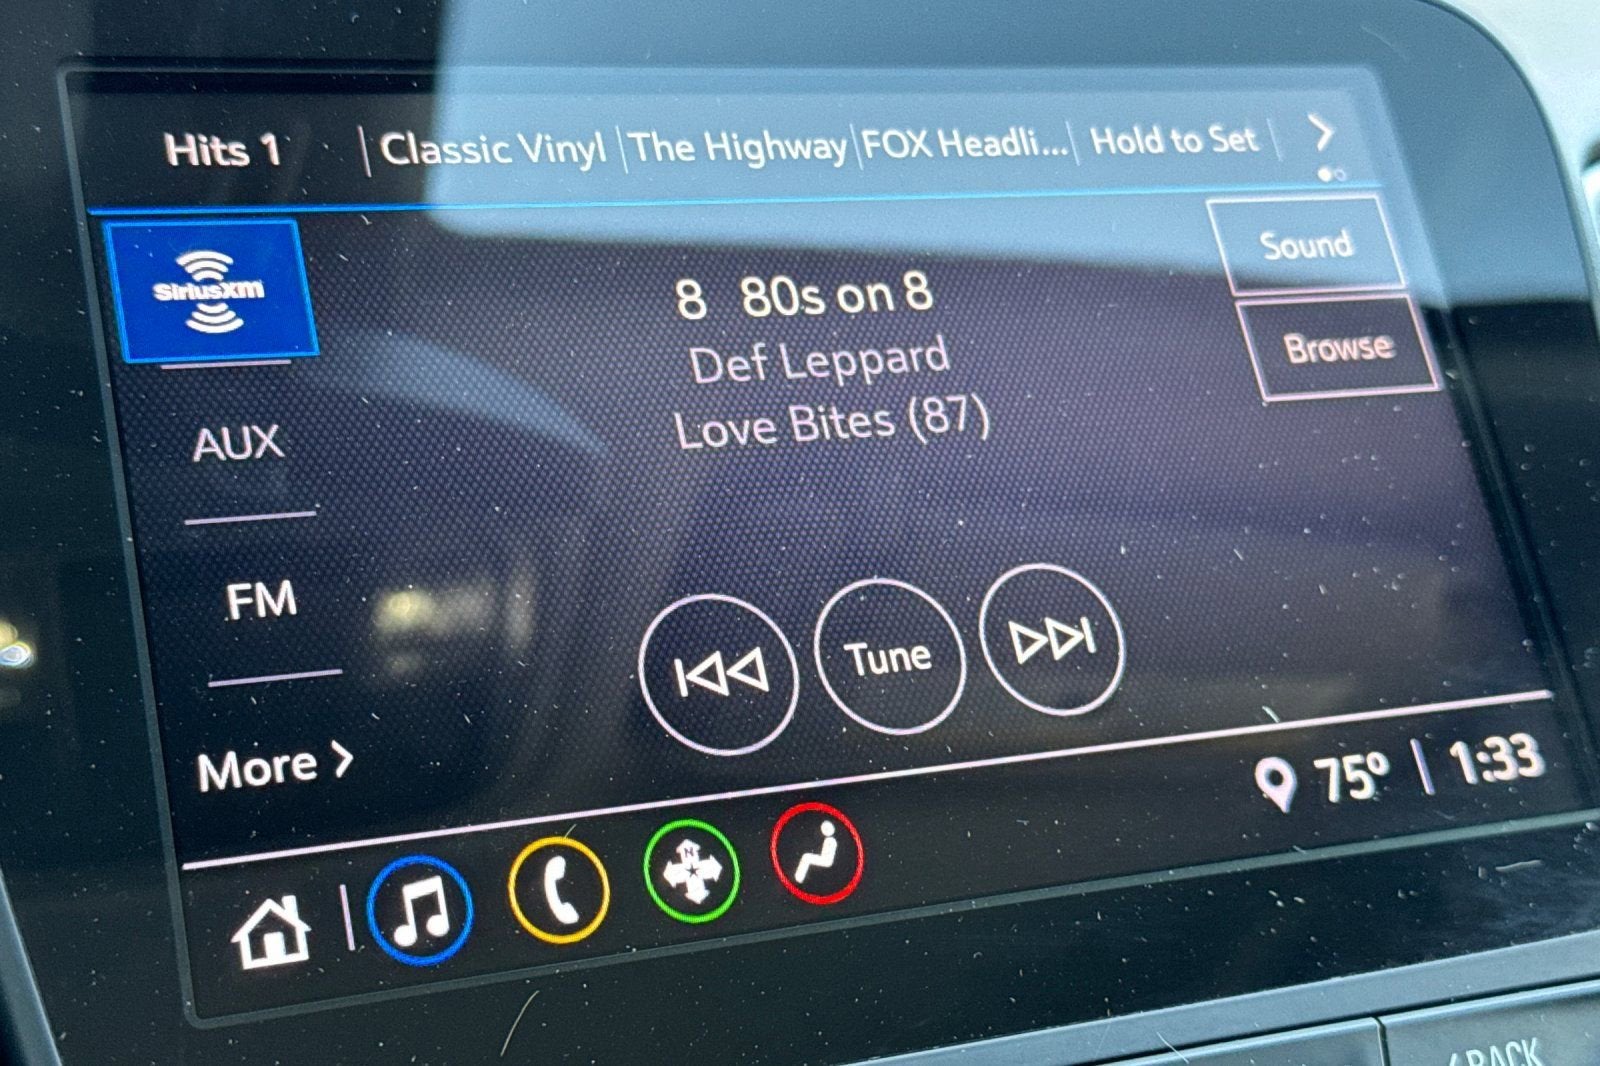 Hits 1 Classic Vinyl The Highway FOX Headli... Hold to Set
SiriusXM
8 80s on 8
Sound
Def Leppard
Browse
Love Bites (87)
AUX
FM
Tune
More
75° 1:33
N
BACK